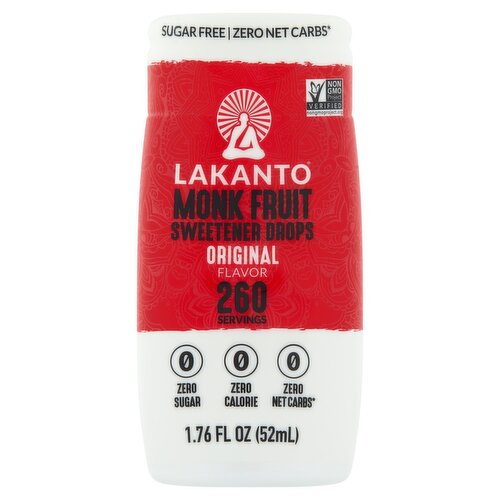 SUGAR FREE | ZERO NET CARBS*
NON
GMO
Project
VERIFIED
nongmoproject.org
LAKANTO®
MONK FRUIT
SWEETENER DROPS
ORIGINAL
FLAVOR
260
SERVINGS
0 0 0
ZERO SUGAR
ZERO CALORIE
ZERO NET CARBS*
1.76 FL OZ (52mL)